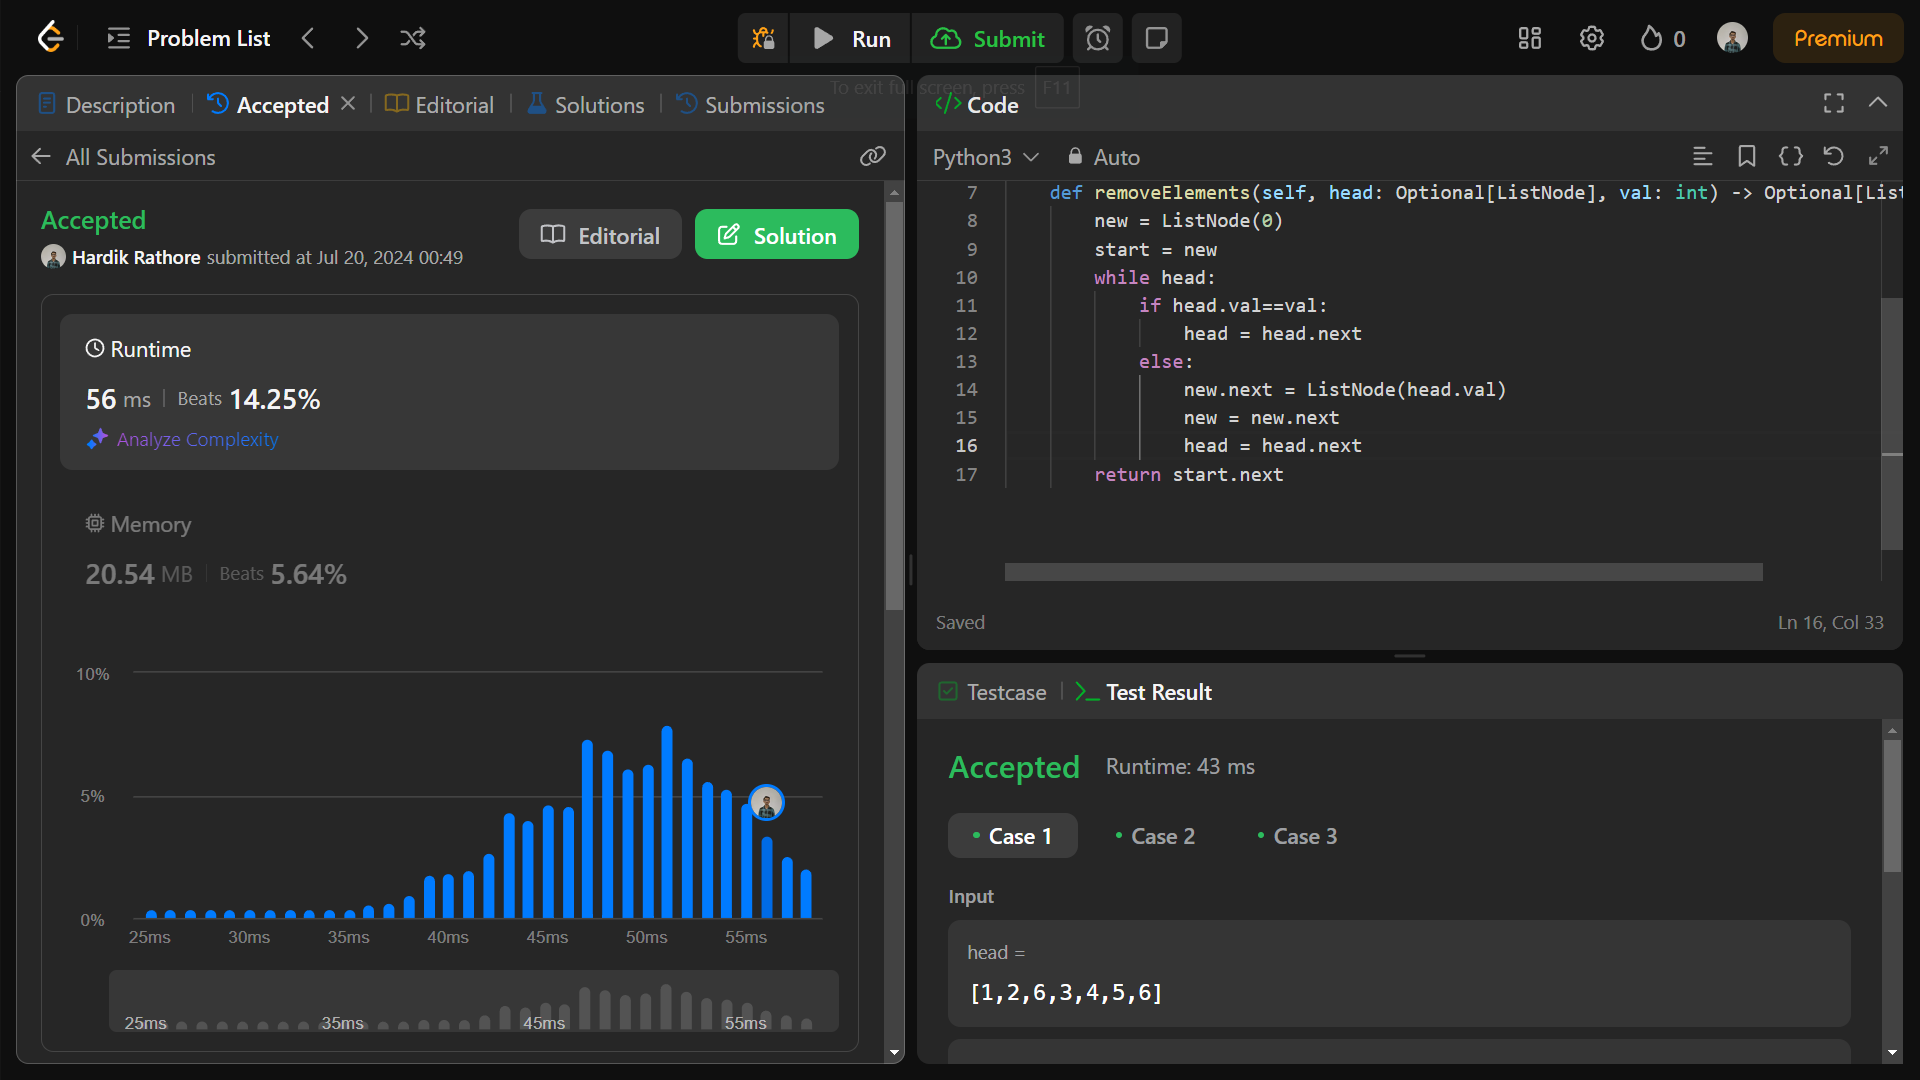 Problem List
Run
Submit
0
Premium
To exit full screen, press F11
Description
Accepted
Editorial
Solutions
Submissions
All Submissions
Accepted
Hardik Rathore submitted at Jul 20, 2024 00:49
Editorial
Solution
Runtime
56 ms Beats 14.25%
Analyze Complexity
Memory
20.54 MB Beats 5.64%
10%
5%
0%
25ms 30ms 35ms 40ms 45ms 50ms 55ms
25ms 35ms 45ms 55ms
</> Code
Python3 Auto
7 def removeElements(self, head: Optional[ListNode], val: int) -> Optional[List
8 new = ListNode(0)
9 start = new
10 while head:
11 if head.val==val:
12 head = head.next
13 else:
14 new.next = ListNode(head.val)
15 new = new.next
16 head = head.next
17 return start.next
Saved
Ln 16, Col 33
Testcase
>_ Test Result
Accepted Runtime: 43 ms
• Case 1 • Case 2 • Case 3
Input
head =
[1,2,6,3,4,5,6]